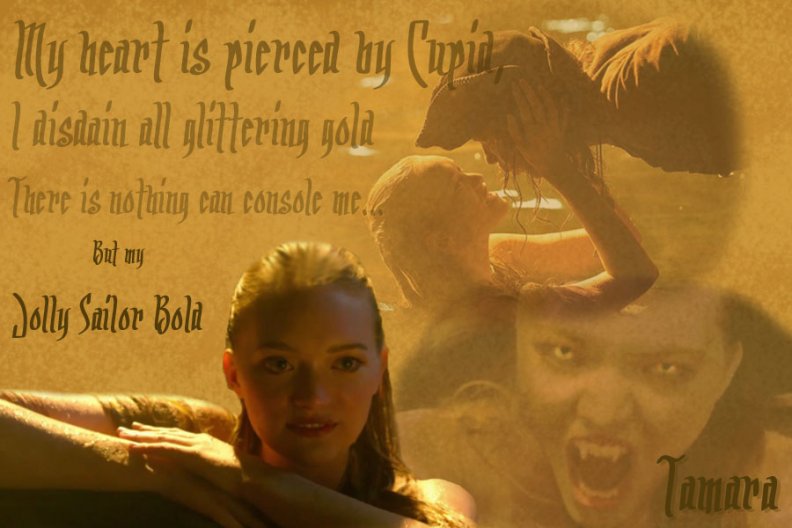 My heart is pierced by Cupid,
I disdain all glittering gold
There is nothing can console me...
But my
Jolly Sailor Bold
Tamara